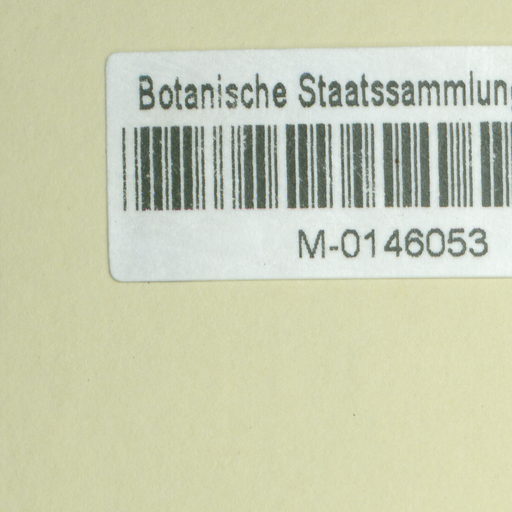 Botanische Staatssammlung
M-0146053